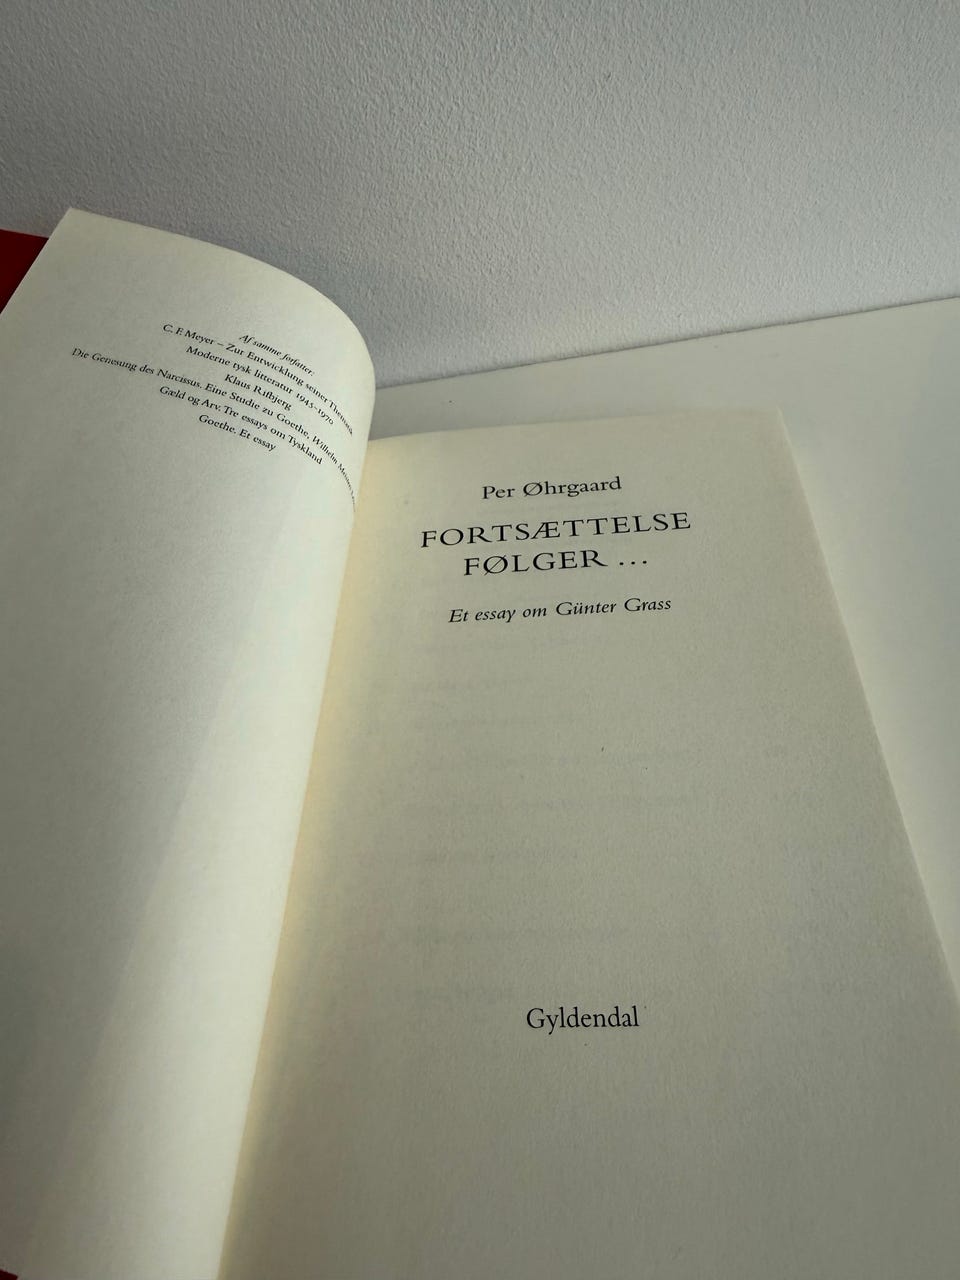 Af samme forfatter:
C. F. Meyer – Zur Entwicklung seiner Thematik
Moderne tysk litteratur 1945-1970
Klaus Rifbjerg
Die Genesung des Narcissus. Eine Studie zu Goethe, Wilhelm Meisters
Gæld og Arv. Tre essays om Tyskland
Goethe. Et essay
Per Øhrgaard
FORTSÆTTELSE
FØLGER ...
Et essay om Günter Grass
Gyldendal